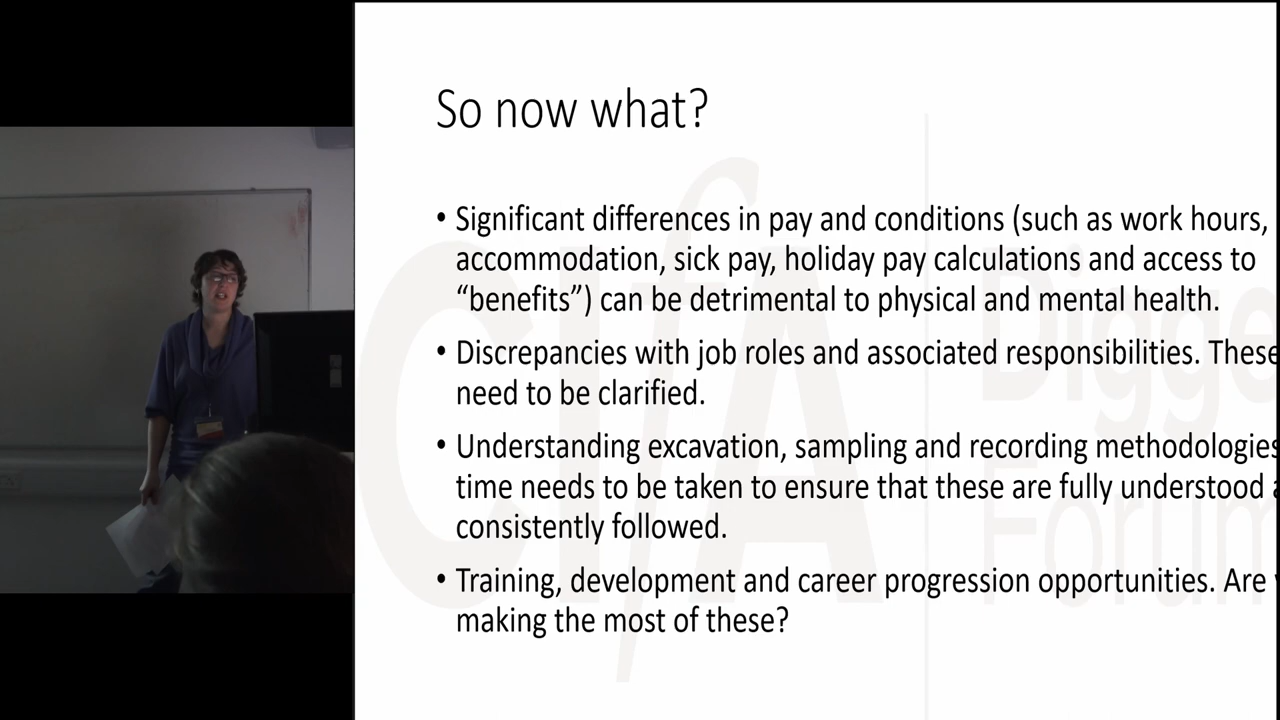 So now what?
• Significant differences in pay and conditions (such as work hours,
accommodation, sick pay, holiday pay calculations and access to
“benefits”) can be detrimental to physical and mental health.
• Discrepancies with job roles and associated responsibilities. These
need to be clarified.
• Understanding excavation, sampling and recording methodologies
time needs to be taken to ensure that these are fully understood
consistently followed.
• Training, development and career progression opportunities. Are
making the most of these?
CIfA
Digge
Forum